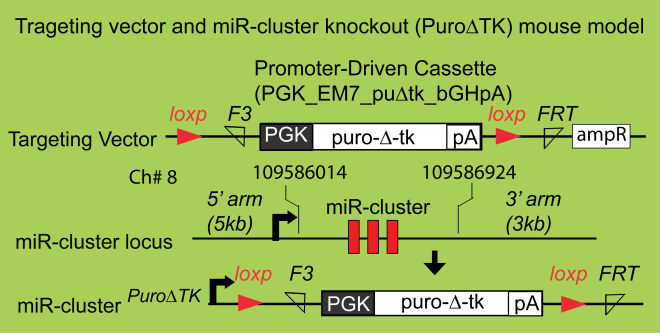 Trageting vector and miR-cluster knockout (PuroΔTK) mouse model
Promoter-Driven Cassette
(PGK_EM7_puΔtk_bGHpA)
loxp F3 loxp FRT
Targeting Vector PGK puro-Δ-tk pA ampR
Ch# 8 109586014 109586924
5' arm miR-cluster 3' arm
(5kb) (3kb)
miR-cluster locus
loxp F3 loxp FRT
miR-cluster PuroΔTK PGK puro-Δ-tk pA